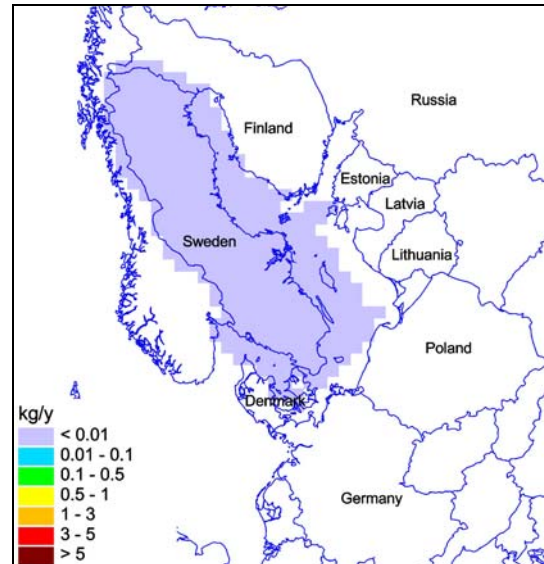 Russia
Finland
Estonia
Latvia
Sweden
Lithuania
Poland
Denmark
Germany
kg/y
< 0.01
0.01 - 0.1
0.1 - 0.5
0.5 - 1
1 - 3
3 - 5
> 5